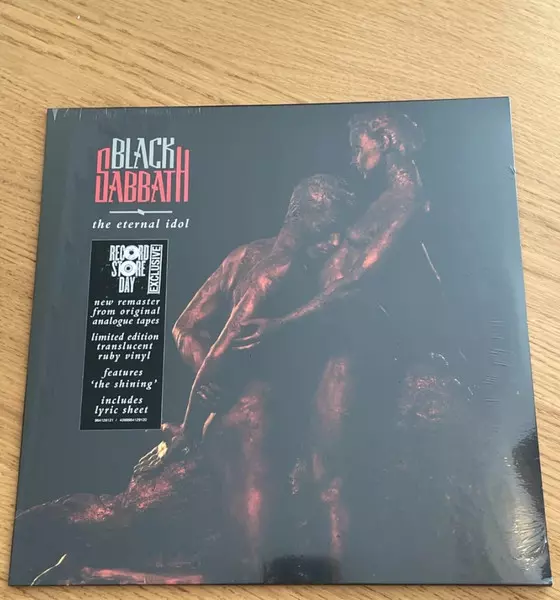 BLACK
SABBATH
the eternal idol
RECORD
STORE
DAY
EXCLUSIVE
new remaster
from original
analogue tapes
limited edition
translucent
ruby vinyl
features
'the shining'
includes
lyric sheet